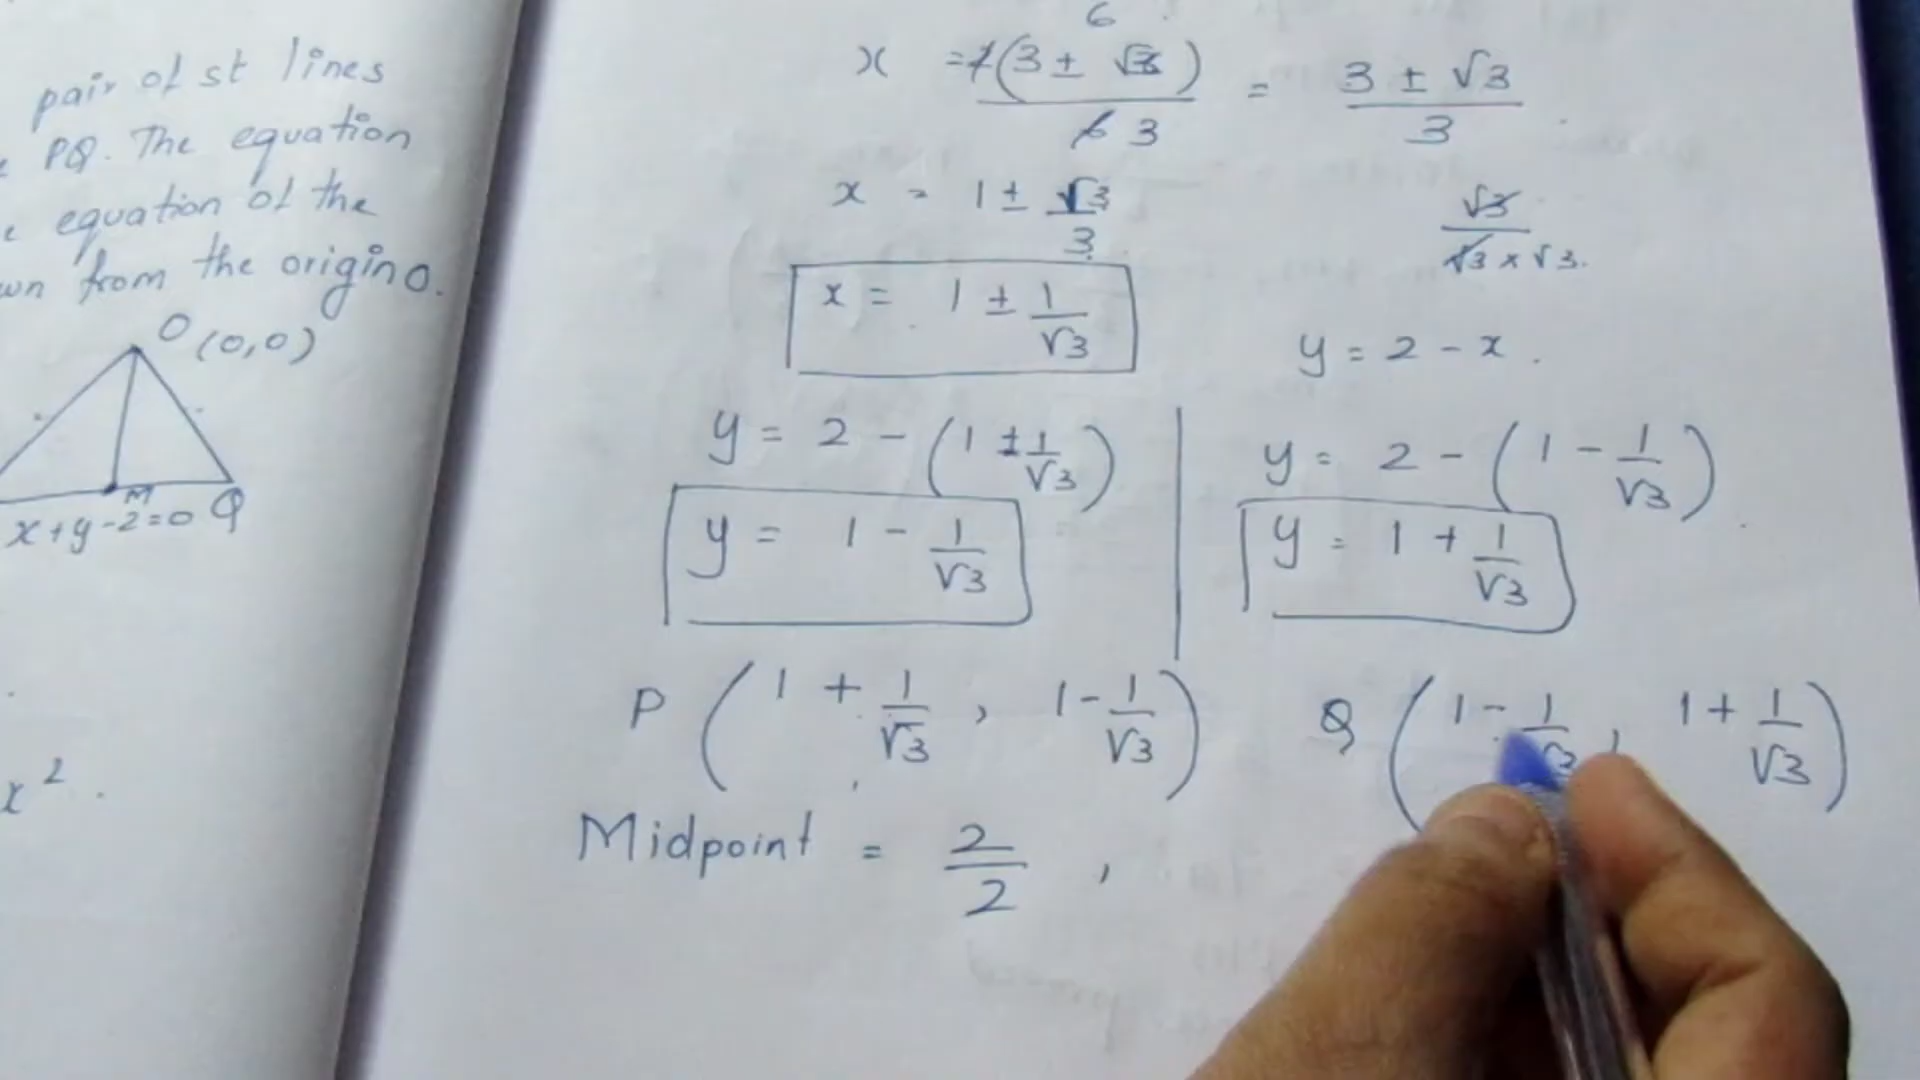 pair of st lines
PQ. The equation
equation of the
from the origin O.
O (0,0)
M
x+y-2=0 Q
x².
6
x = (3 ± √3) / 6 3 = 3 ± √3 / 3
x = 1 ± √3 / 3
√3 / √3 x √3.
x = 1 ± 1/√3
y = 2 - x.
y = 2 - (1 ± 1/√3)
y = 2 - (1 - 1/√3)
y = 1 - 1/√3
y = 1 + 1/√3
P (1 + 1/√3, 1 - 1/√3)
Q (1 - 1/√3, 1 + 1/√3)
Midpoint = 2/2 ,